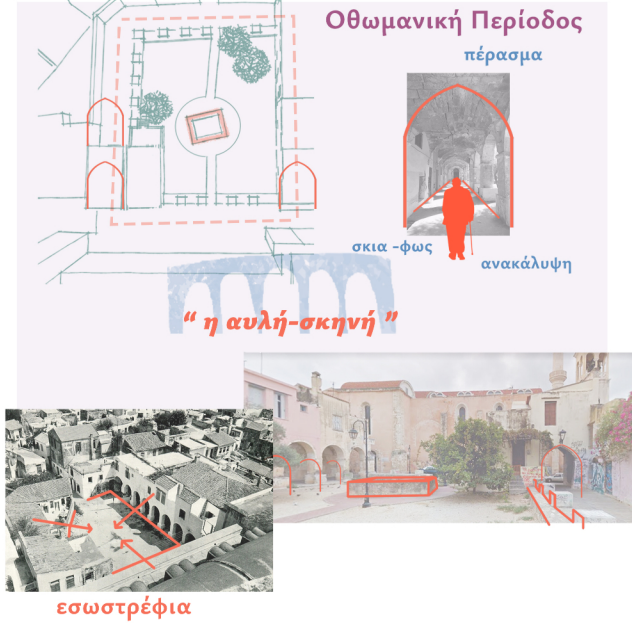 Οθωμανική Περίοδος
πέρασμα
σκια -φως
ανακάλυψη
“ η αυλή-σκηνή ”
εσωστρέφια